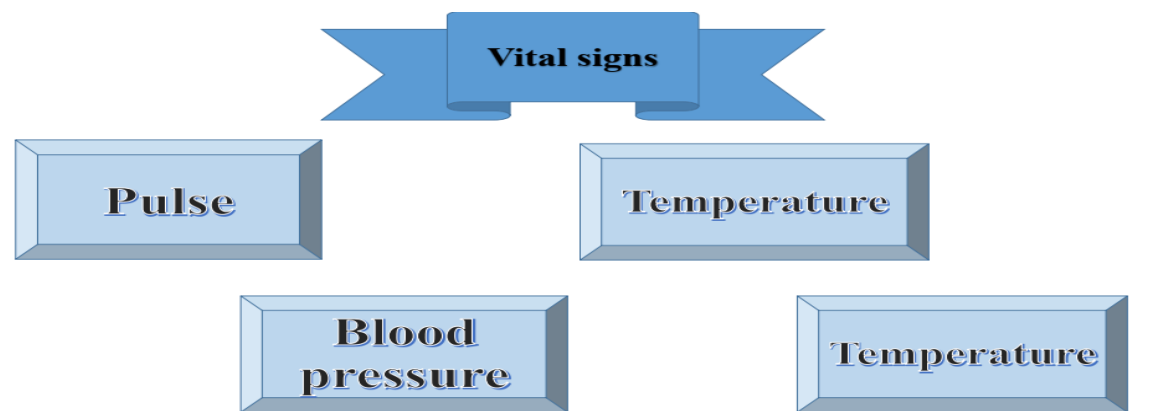 Vital signs
Pulse
Temperature
Blood
pressure
Temperature